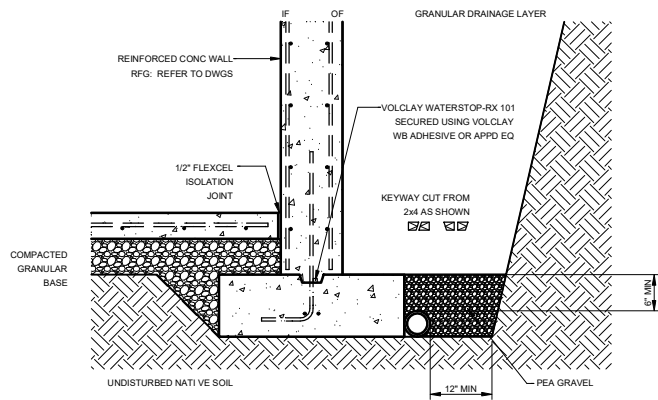 IF
OF
GRANULAR DRAINAGE LAYER
REINFORCED CONC WALL
RFG: REFER TO DWGS
VOLCLAY WATERSTOP-RX 101
SECURED USING VOLCLAY
WB ADHESIVE OR APPD EQ
1/2" FLEXCEL
ISOLATION
JOINT
KEYWAY CUT FROM
2x4 AS SHOWN
COMPACTED
GRANULAR
BASE
6" MIN
UNDISTURBED NATI VE SOIL
12" MIN
PEA GRAVEL